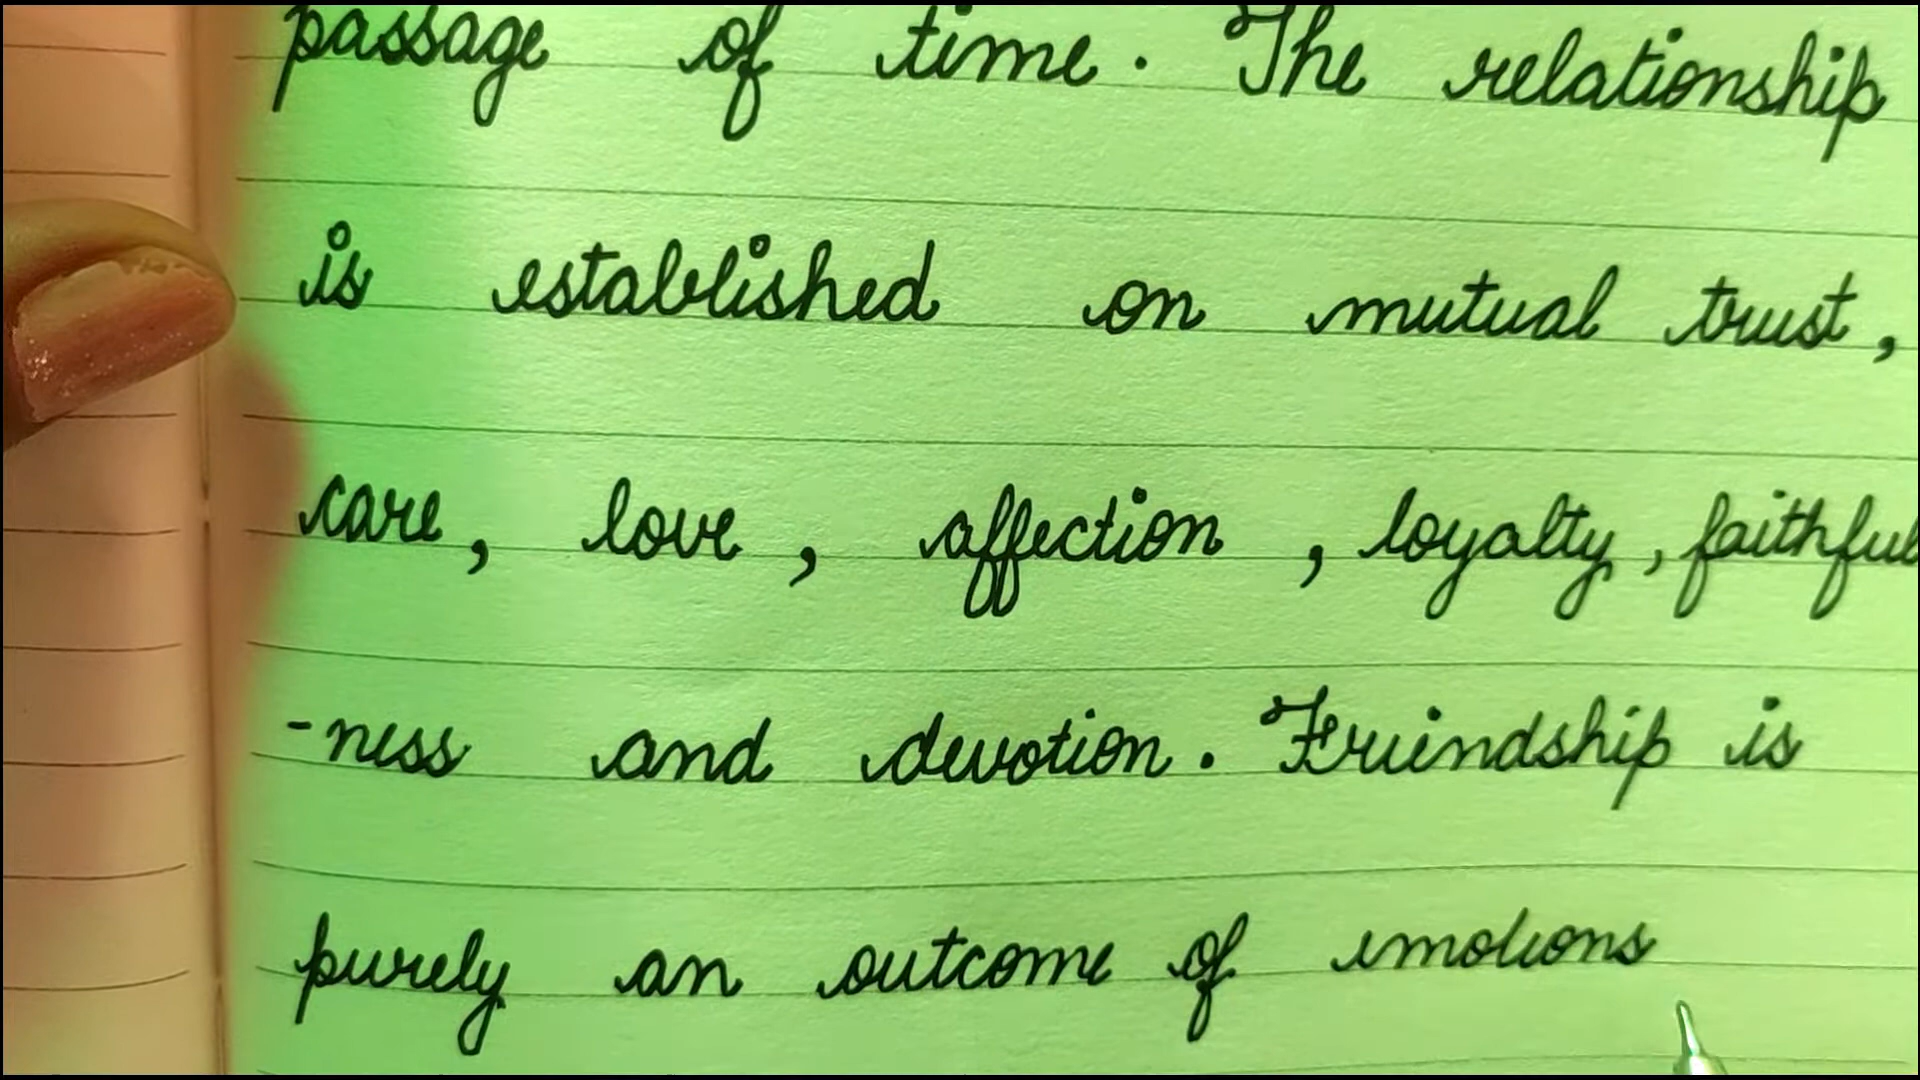 passage of time. The relationship
is established on mutual trust,
care, love, affection, loyalty, faithful
-ness and devotion. Friendship is
purely an outcome of emotions